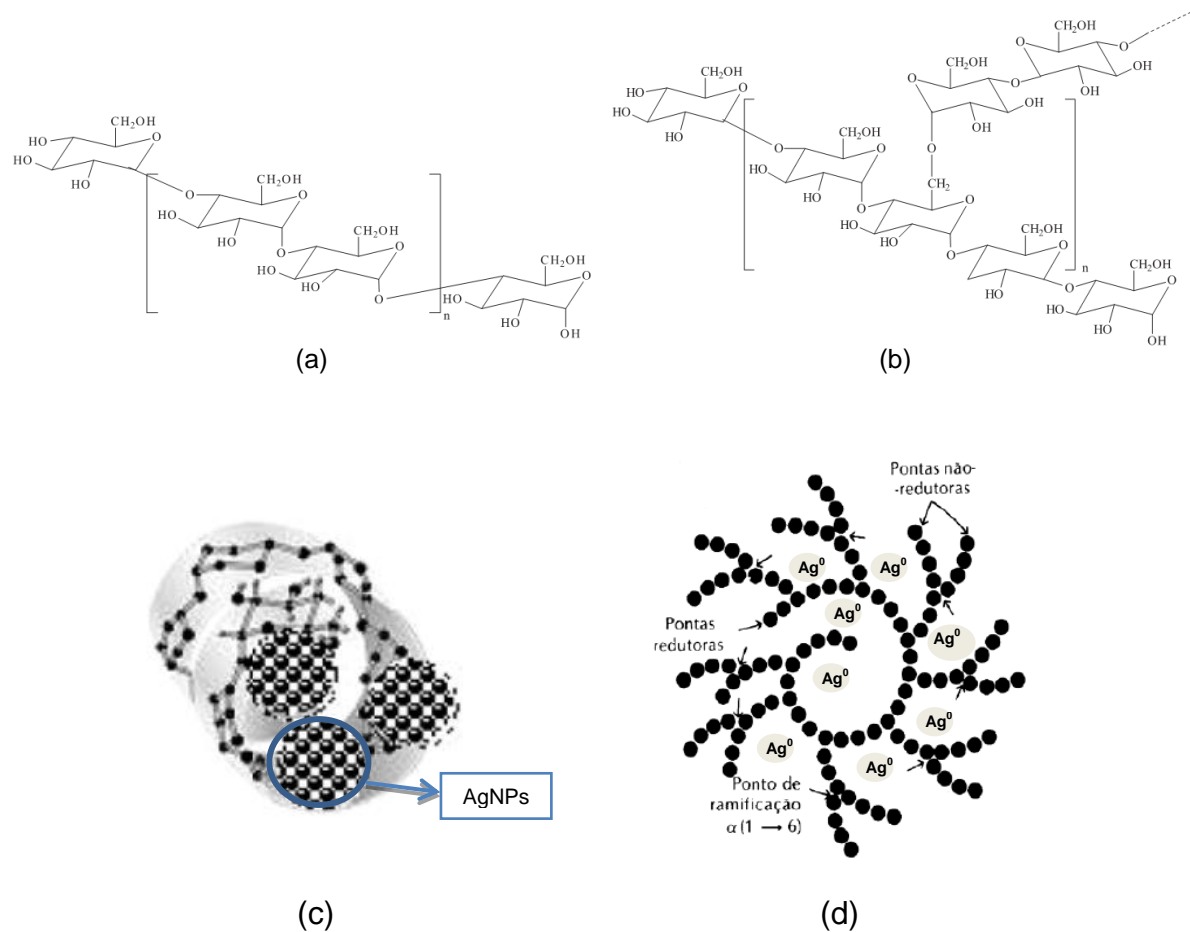 CH₂OH
HO
O
HO
OH
O
CH₂OH
O
HO
HO
O
CH₂OH
O
HO
HO
O
n
CH₂OH
O
HO
HO
OH
(a)
CH₂OH
HO
O
HO
OH
O
CH₂OH
O
HO
HO
O
CH₂OH
O
OH
HO
O
CH₂OH
O
OH
OH
O
O
CH₂
O
HO
HO
O
CH₂OH
O
HO
O
n
CH₂OH
O
HO
HO
OH
(b)
AgNPs
(c)
Pontas não-
-redutoras
Ag⁰
Ag⁰
Ag⁰
Ag⁰
Pontas
redutoras
Ag⁰
Ag⁰
Ag⁰
Ag⁰
Ponto de
ramificação
α (1 → 6)
(d)